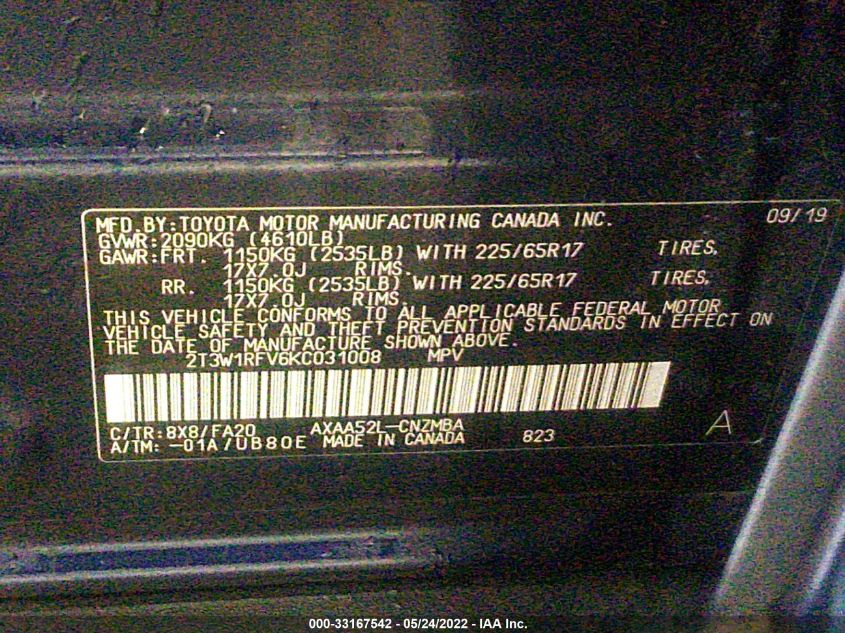 MFD.BY:TOYOTA MOTOR MANUFACTURING CANADA INC. 09/19
GVWR:2090KG (4610LB)
GAWR:FRT. 1150KG (2535LB) WITH 225/65R17 TIRES,
17X7.0J RIMS.
RR. 1150KG (2535LB) WITH 225/65R17 TIRES,
17X7.0J RIMS.
THIS VEHICLE CONFORMS TO ALL APPLICABLE FEDERAL MOTOR
VEHICLE SAFETY AND THEFT PREVENTION STANDARDS IN EFFECT ON
THE DATE OF MANUFACTURE SHOWN ABOVE.
2T3W1RFV6KC031008 MPV
C/TR:8X8/FA20 AXAA52L-CNZMBA A
A/TM: -01A/UB80E MADE IN CANADA 823
000-33167542 - 05/24/2022 - IAA Inc.